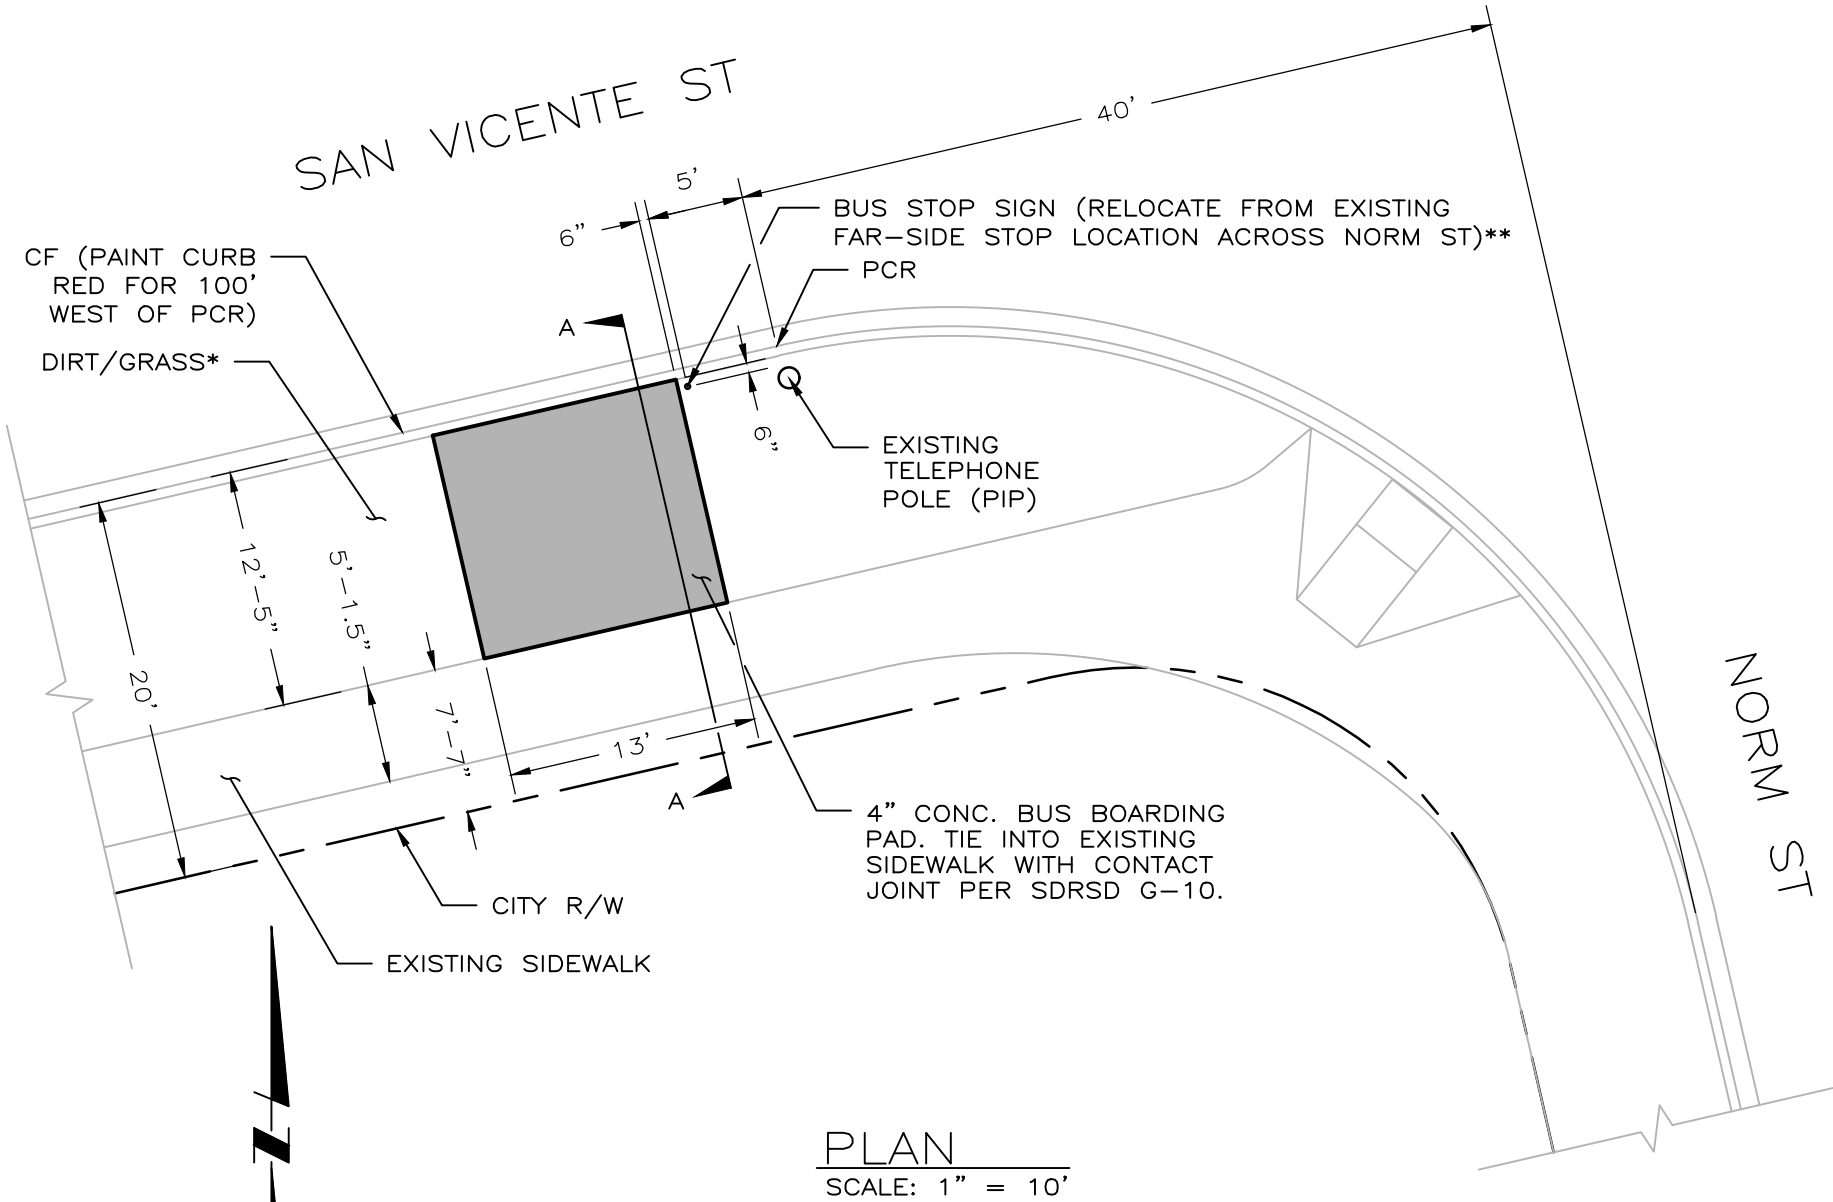 SAN VICENTE ST
40'
5'
6”
BUS STOP SIGN (RELOCATE FROM EXISTING
FAR-SIDE STOP LOCATION ACROSS NORM ST)**
PCR
CF (PAINT CURB
RED FOR 100'
WEST OF PCR)
DIRT/GRASS*
A
6”
EXISTING
TELEPHONE
POLE (PIP)
12'-5”
5'-1.5”
20'
7'-7”
13'
A
NORM ST
4” CONC. BUS BOARDING
PAD. TIE INTO EXISTING
SIDEWALK WITH CONTACT
JOINT PER SDRSD G-10.
CITY R/W
EXISTING SIDEWALK
Z
PLAN
SCALE: 1” = 10'